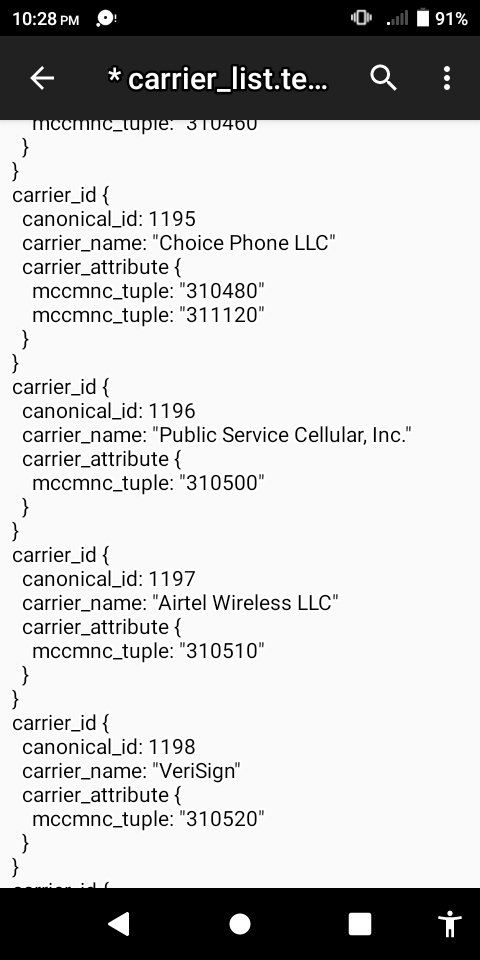 10:28 PM
91%
* carrier_list.te...
mccmnc_tuple: "310460"
}
}
carrier_id {
canonical_id: 1195
carrier_name: "Choice Phone LLC"
carrier_attribute {
mccmnc_tuple: "310480"
mccmnc_tuple: "311120"
}
}
carrier_id {
canonical_id: 1196
carrier_name: "Public Service Cellular, Inc."
carrier_attribute {
mccmnc_tuple: "310500"
}
}
carrier_id {
canonical_id: 1197
carrier_name: "Airtel Wireless LLC"
carrier_attribute {
mccmnc_tuple: "310510"
}
}
carrier_id {
canonical_id: 1198
carrier_name: "VeriSign"
carrier_attribute {
mccmnc_tuple: "310520"
}
}
carrier_id {